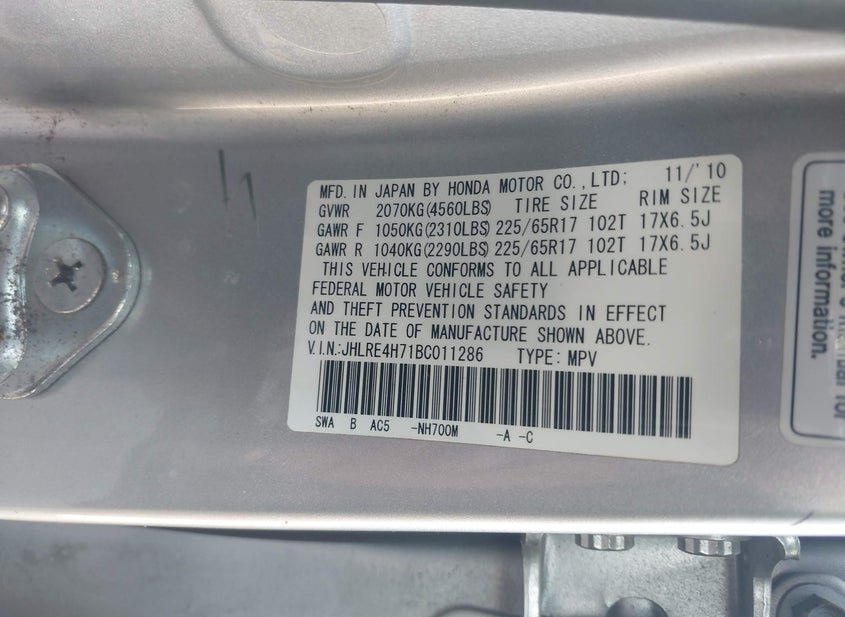 MFD. IN JAPAN BY HONDA MOTOR CO.,LTD; 11/'10
GVWR 2070KG(4560LBS) TIRE SIZE RIM SIZE
GAWR F 1050KG(2310LBS) 225/65R17 102T 17X6.5J
GAWR R 1040KG(2290LBS) 225/65R17 102T 17X6.5J
THIS VEHICLE CONFORMS TO ALL APPLICABLE
FEDERAL MOTOR VEHICLE SAFETY
AND THEFT PREVENTION STANDARDS IN EFFECT
ON THE DATE OF MANUFACTURE SHOWN ABOVE.
V.I.N.:JHLRE4H71BC011286 TYPE: MPV
SWA B AC5 -NH700M -A -C
more information.